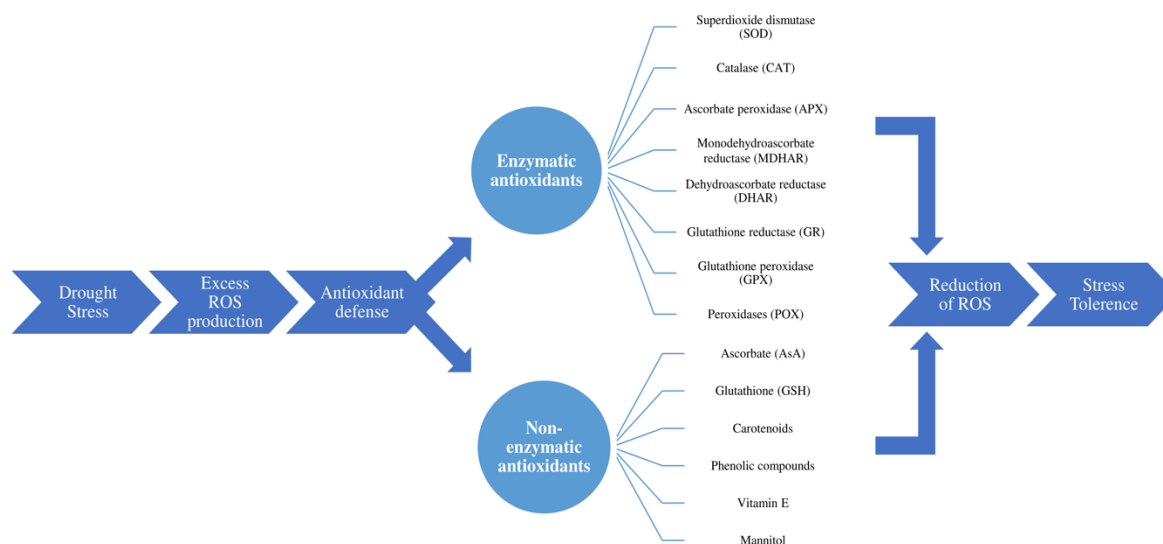 Drought
Stress
Excess
ROS
production
Antioxidant
defense
Enzymatic
antioxidants
Superdioxide dismutase
(SOD)
Catalase (CAT)
Ascorbate peroxidase (APX)
Monodehydroascorbate
reductase (MDHAR)
Dehydroascorbate reductase
(DHAR)
Glutathione reductase (GR)
Glutathione peroxidase
(GPX)
Peroxidases (POX)
Non-
enzymatic
antioxidants
Ascorbate (AsA)
Glutathione (GSH)
Carotenoids
Phenolic compounds
Vitamin E
Mannitol
Reduction
of ROS
Stress
Tolerence